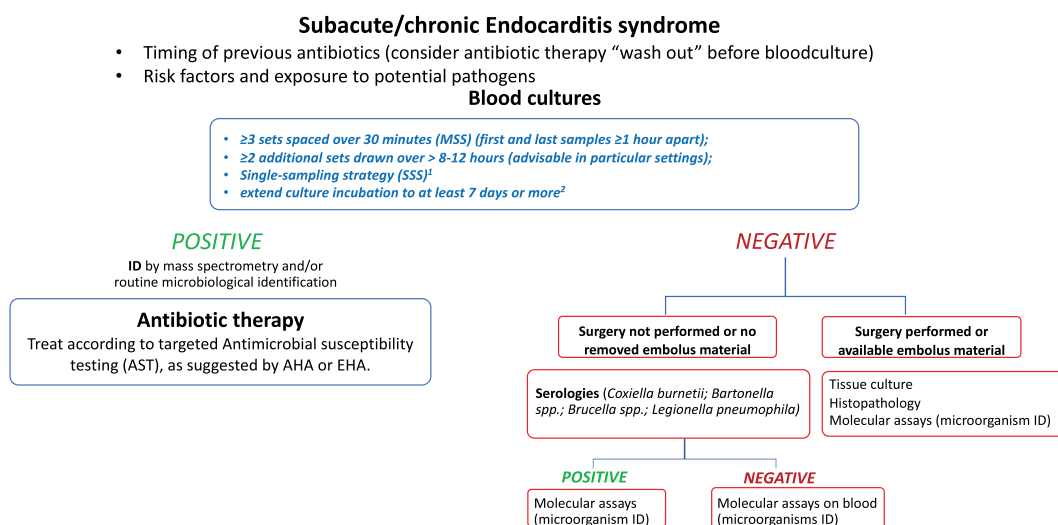 Subacute/chronic Endocarditis syndrome
• Timing of previous antibiotics (consider antibiotic therapy “wash out” before bloodculture)
• Risk factors and exposure to potential pathogens
Blood cultures
• ≥3 sets spaced over 30 minutes (MSS) (first and last samples ≥1 hour apart);
• ≥2 additional sets drawn over > 8-12 hours (advisable in particular settings);
• Single-sampling strategy (SSS)¹
• extend culture incubation to at least 7 days or more²
POSITIVE
ID by mass spectrometry and/or
routine microbiological identification
Antibiotic therapy
Treat according to targeted Antimicrobial susceptibility
testing (AST), as suggested by AHA or EHA.
NEGATIVE
Surgery not performed or no
removed embolus material
Serologies (Coxiella burnetii; Bartonella
spp.; Brucella spp.; Legionella pneumophila)
POSITIVE
Molecular assays
(microorganism ID)
NEGATIVE
Molecular assays on blood
(microorganisms ID)
Surgery performed or
available embolus material
Tissue culture
Histopathology
Molecular assays (microorganism ID)